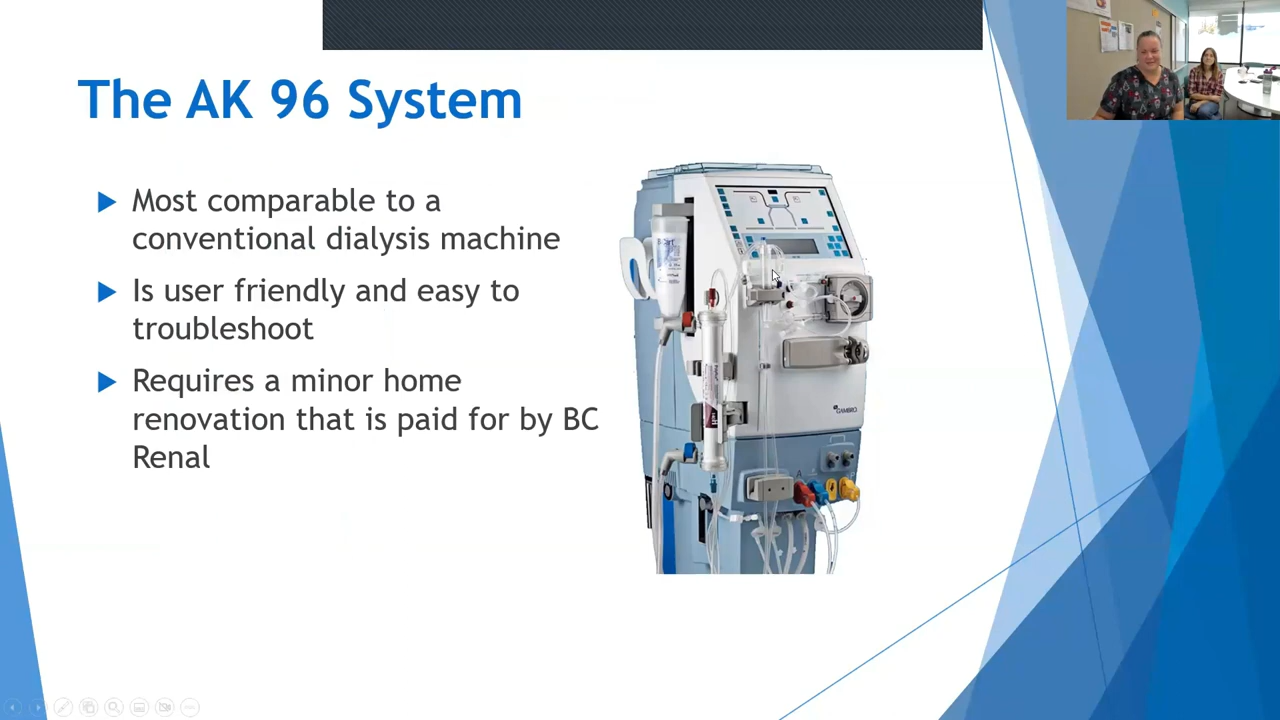 The AK 96 System
Most comparable to a
conventional dialysis machine
Is user friendly and easy to
troubleshoot
Requires a minor home
renovation that is paid for by BC
Renal
GAMBRO